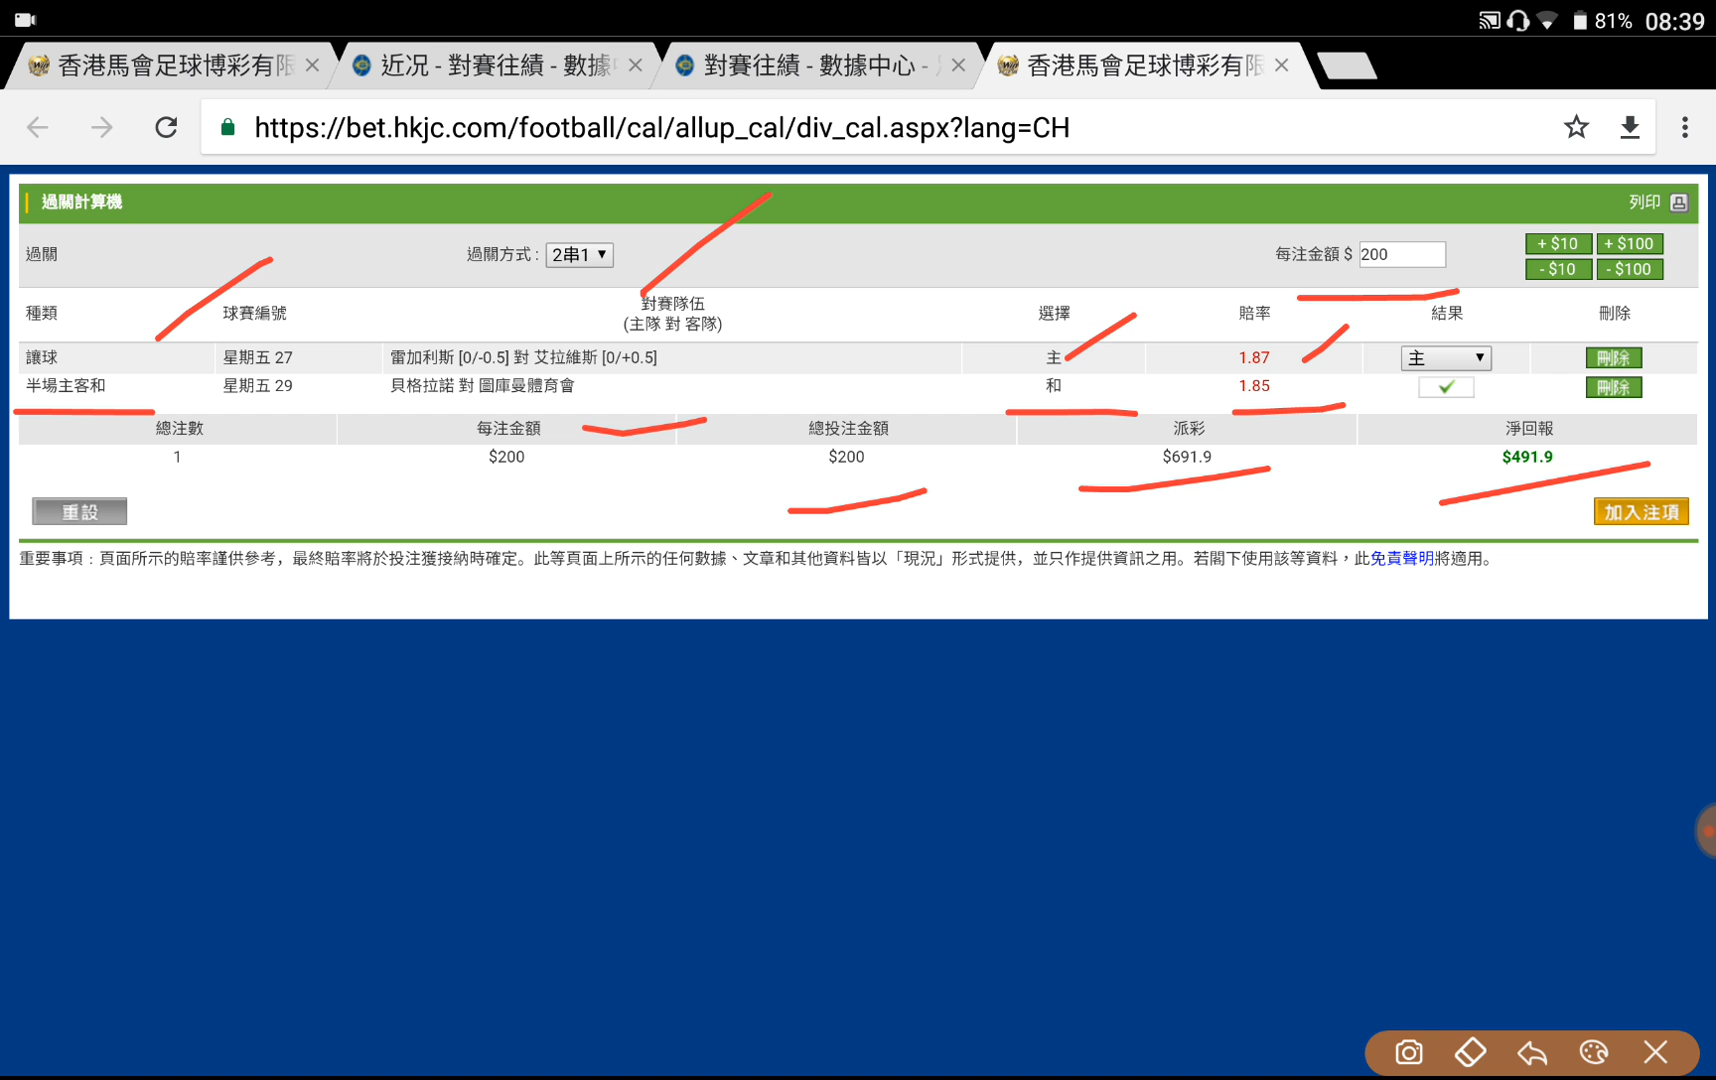 81% 08:39
香港馬會足球博彩有限 近况 - 對賽往績 - 數據 對賽往績 - 數據中心 - 香港馬會足球博彩有限
https://bet.hkjc.com/football/cal/allup_cal/div_cal.aspx?lang=CH
過關計算機 列印
過關 過關方式 : 2串1 每注金額 $ 200 + $10 + $100
- $10 - $100
種類 球賽編號 對賽隊伍 選擇 賠率 結果 刪除
(主隊 對 客隊)
讓球 星期五 27 雷加利斯 [0/-0.5] 對 艾拉維斯 [0/+0.5] 主 1.87 主 刪除
半場主客和 星期五 29 貝格拉諾 對 圖庫曼體育會 和 1.85 刪除
總注數 每注金額 總投注金額 派彩 淨回報
1 $200 $200 $691.9 $491.9
重設 加入注項
重要事項 : 頁面所示的賠率謹供參考，最終賠率將於投注獲接納時確定。此等頁面上所示的任何數據、文章和其他資料皆以「現況」形式提供，並只作提供資訊之用。若閣下使用該等資料，此免責聲明將適用。